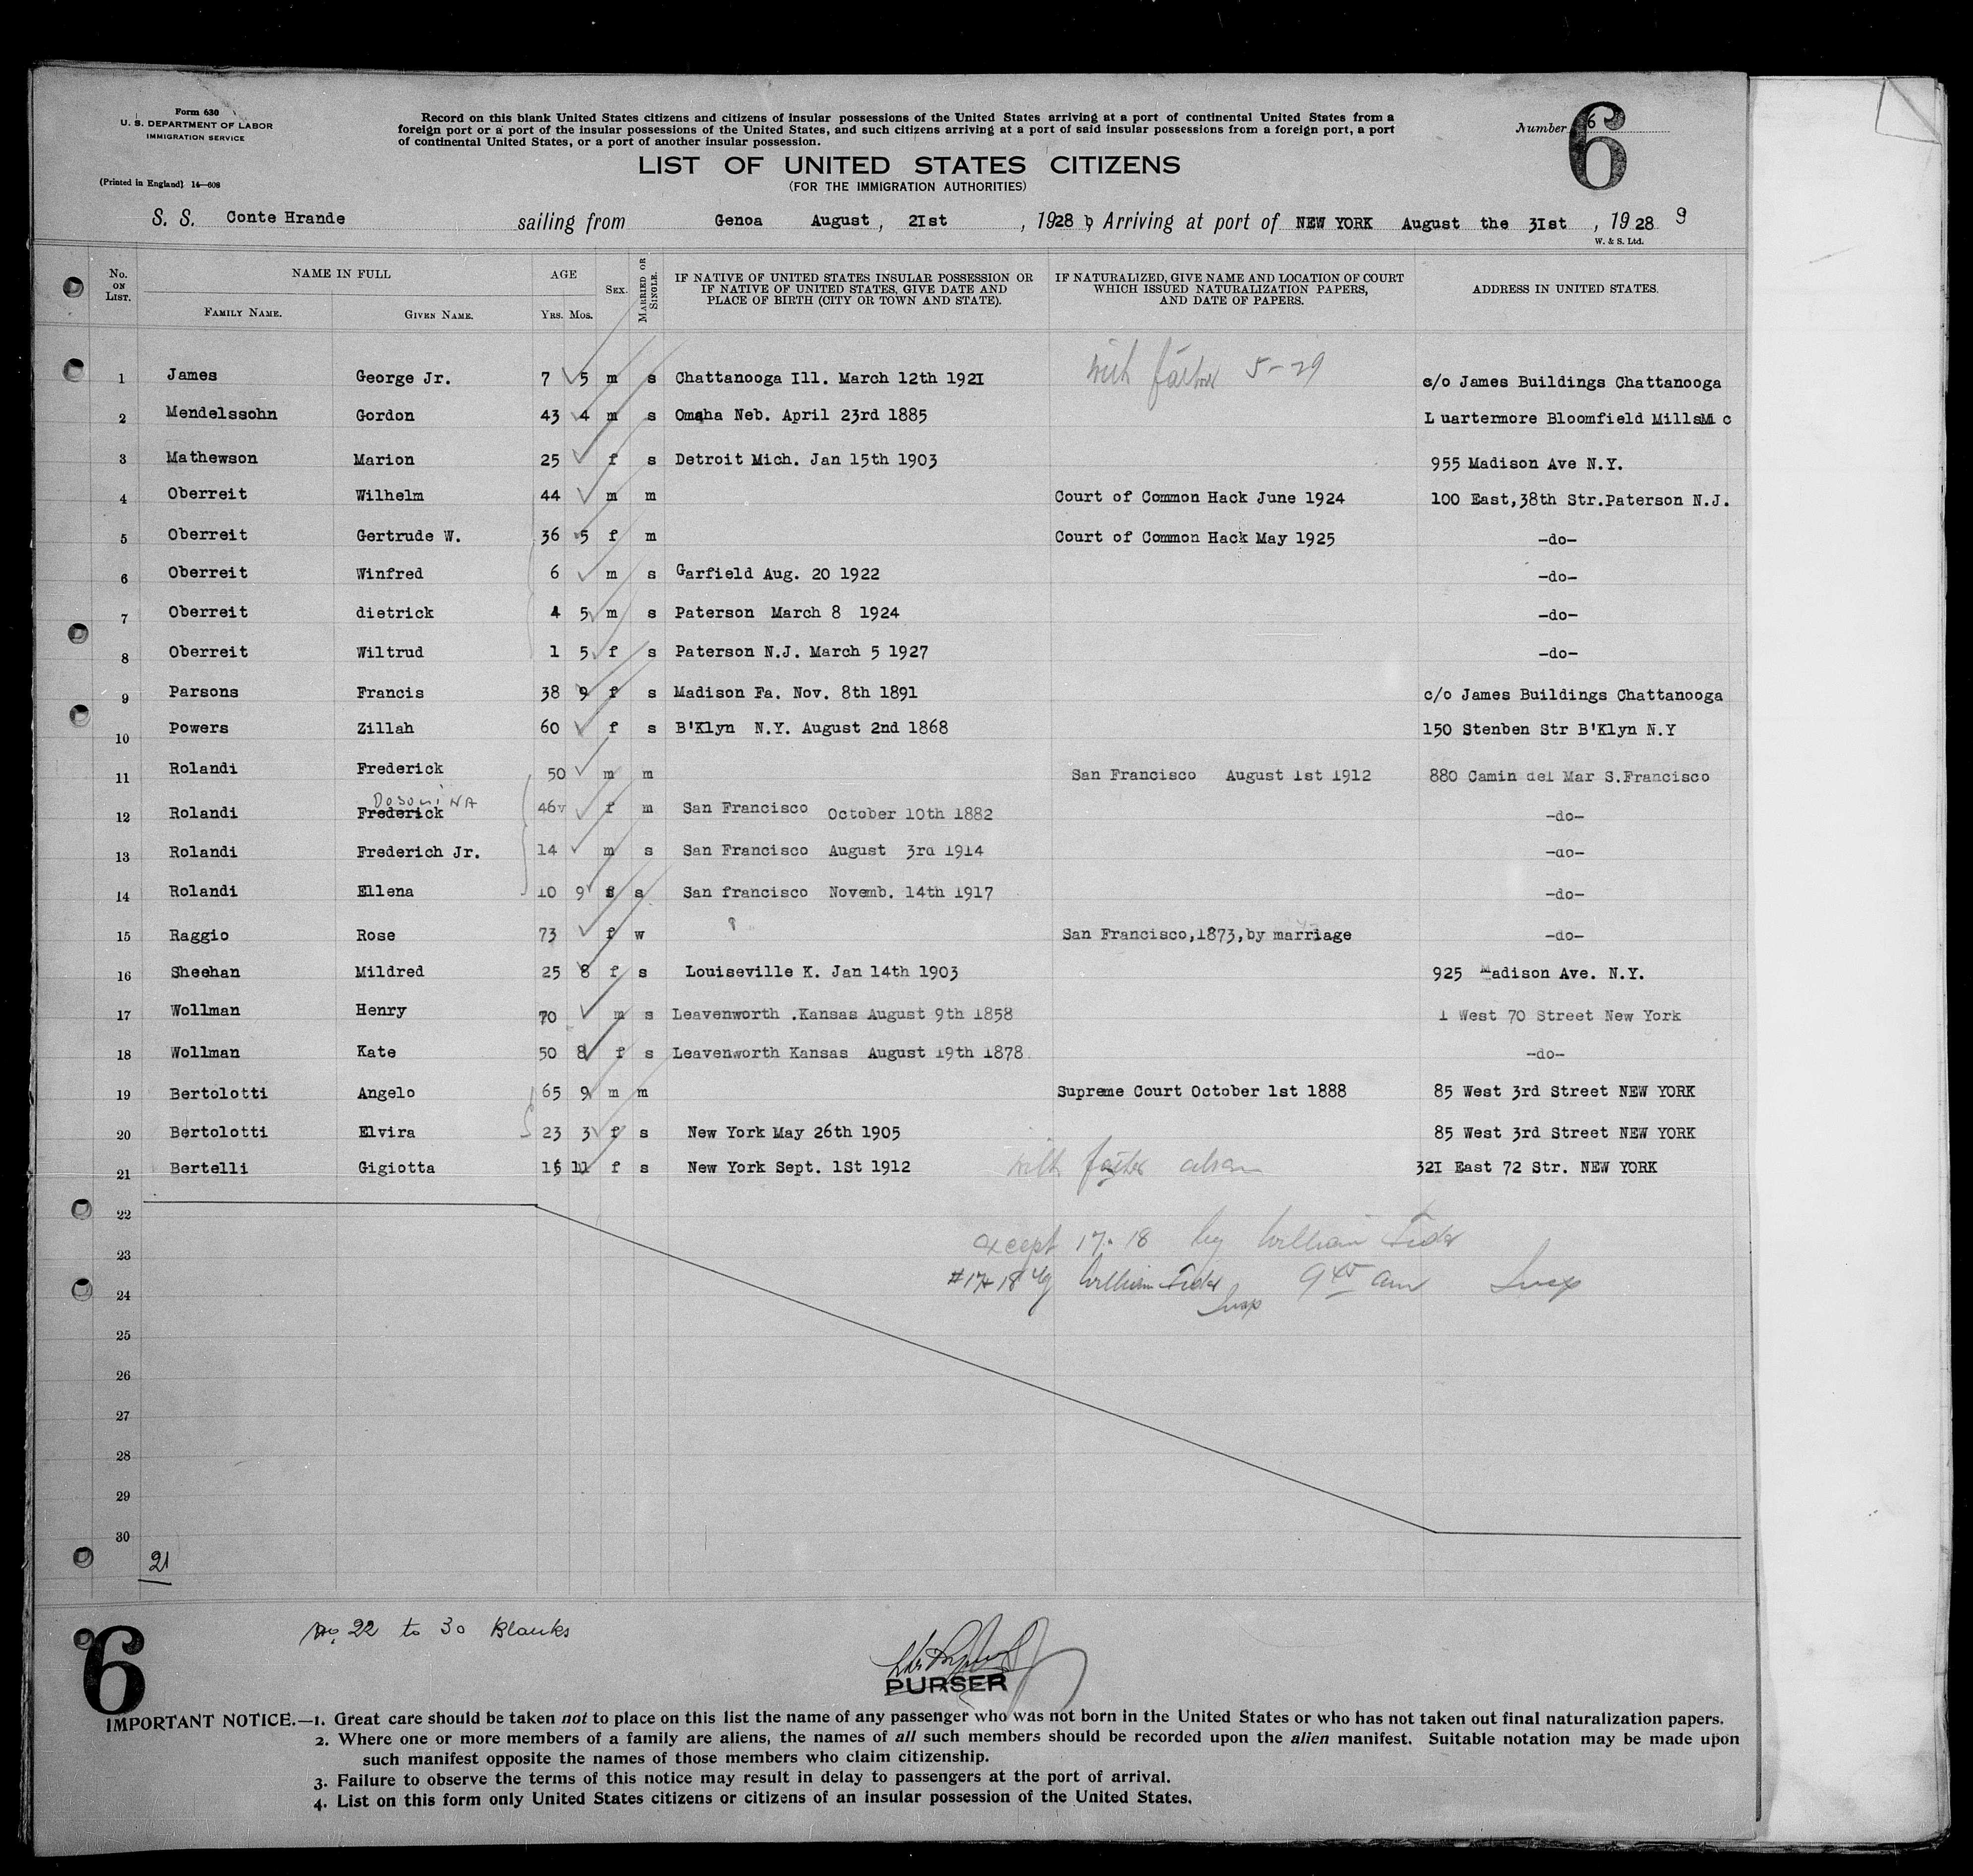 Form 630
U. S. DEPARTMENT OF LABOR
IMMIGRATION SERVICE
(Printed in England) 14—608
Record on this blank United States citizens and citizens of insular possessions of the United States arriving at a port of continental United States from a
foreign port or a port of the insular possessions of the United States, and such citizens arriving at a port of said insular possessions from a foreign port, a port
of continental United States, or a port of another insular possession.
Number 6
6
LIST OF UNITED STATES CITIZENS
(FOR THE IMMIGRATION AUTHORITIES)
S. S. Conte Hrande sailing from Genoa August, 21st, 1928 Arriving at port of NEW YORK August the 31st, 1928 9
W. & S. Ltd.
No. ON LIST. NAME IN FULL FAMILY NAME. GIVEN NAME. AGE YRS. MOS. SEX. MARRIED OR SINGLE. IF NATIVE OF UNITED STATES INSULAR POSSESSION OR IF NATIVE OF UNITED STATES, GIVE DATE AND PLACE OF BIRTH (CITY OR TOWN AND STATE). IF NATURALIZED, GIVE NAME AND LOCATION OF COURT WHICH ISSUED NATURALIZATION PAPERS, AND DATE OF PAPERS. ADDRESS IN UNITED STATES.
1 James George Jr. 7 5 m s Chattanooga Ill. March 12th 1921 with father 5-29 c/o James Buildings Chattanooga
2 Mendelssohn Gordon 43 4 m s Omaha Neb. April 23rd 1885 L uartermore Bloomfield Mills Mi c
3 Mathewson Marion 25 f s Detroit Mich. Jan 15th 1903 955 Madison Ave N.Y.
4 Oberreit Wilhelm 44 m m Court of Common Hack June 1924 100 East,38th Str.Paterson N.J.
5 Oberreit Gertrude W. 36 5 f m Court of Common Hack May 1925 -do-
6 Oberreit Winfred 6 m s Garfield Aug. 20 1922 -do-
7 Oberreit dietrick 4 5 m s Paterson March 8 1924 -do-
8 Oberreit Wiltrud 1 5 f s Paterson N.J. March 5 1927 -do-
9 Parsons Francis 38 9 f s Madison Fa. Nov. 8th 1891 c/o James Buildings Chattanooga
10 Powers Zillah 60 f s B'Klyn N.Y. August 2nd 1868 150 Stenben Str B'Klyn N.Y
11 Rolandi Frederick 50 m m San Francisco August 1st 1912 880 Camin del Mar S.Francisco
12 Rolandi Frederick 46 f m San Francisco October 10th 1882 -do-
13 Rolandi Frederich Jr. 14 m s San Francisco August 3rd 1914 -do-
14 Rolandi Ellena 10 9 f s San francisco Novemb. 14th 1917 -do-
15 Raggio Rose 73 f w San Francisco,1873,by marriage -do-
16 Sheehan Mildred 25 8 f s Louiseville K. Jan 14th 1903 925 Madison Ave. N.Y.
17 Wollman Henry 70 m s Leavenworth .Kansas August 9th 1858 1 West 70 Street New York
18 Wollman Kate 50 8 f s Leavenworth Kansas August 19th 1878 -do-
19 Bertolotti Angelo 65 9 m m Supreme Court October 1st 1888 85 West 3rd Street NEW YORK
20 Bertolotti Elvira 23 3 f s New York May 26th 1905 85 West 3rd Street NEW YORK
21 Bertelli Gigiotta 15 11 f s New York Sept. 1St 1912 with father 321 East 72 Str. NEW YORK
22
except 17-18 by William
23
#17+18 by William 9 45 am
24
25
26
27
28
29
30
21
No 22 to 30 Blanks
PURSER
6
IMPORTANT NOTICE.—1. Great care should be taken not to place on this list the name of any passenger who was not born in the United States or who has not taken out final naturalization papers.
2. Where one or more members of a family are aliens, the names of all such members should be recorded upon the alien manifest. Suitable notation may be made upon
such manifest opposite the names of those members who claim citizenship.
3. Failure to observe the terms of this notice may result in delay to passengers at the port of arrival.
4. List on this form only United States citizens or citizens of an insular possession of the United States.